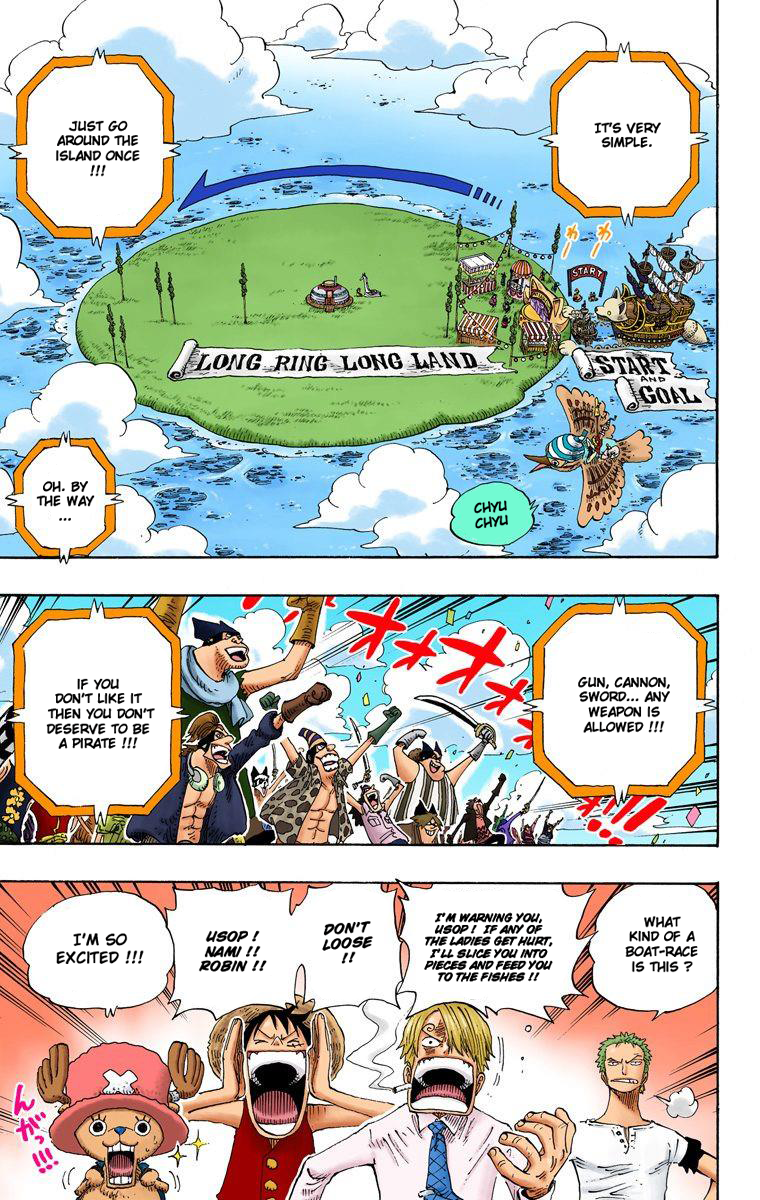 IT'S VERY
SIMPLE.
JUST GO
AROUND THE
ISLAND ONCE
!!!
わー わー
START
LONG RING LONG LAND
START
AND
GOAL
CHYU
CHYU
OH. BY
THE WAY
...
GUN, CANNON,
SWORD... ANY
WEAPON IS
ALLOWED !!!
IF YOU
DON'T LIKE IT
THEN YOU DON'T
DESERVE TO BE
A PIRATE !!!
WHAT
KIND OF A
BOAT-RACE
IS THIS ?
I'M WARNING YOU,
USOP ! IF ANY OF
THE LADIES GET HURT,
I'LL SLICE YOU INTO
PIECES AND FEED YOU
TO THE FISHES !!
DON'T
LOOSE
!!
USOP !
NAMI !!
ROBIN !!
I'M SO
EXCITED !!!
んがっ!!!